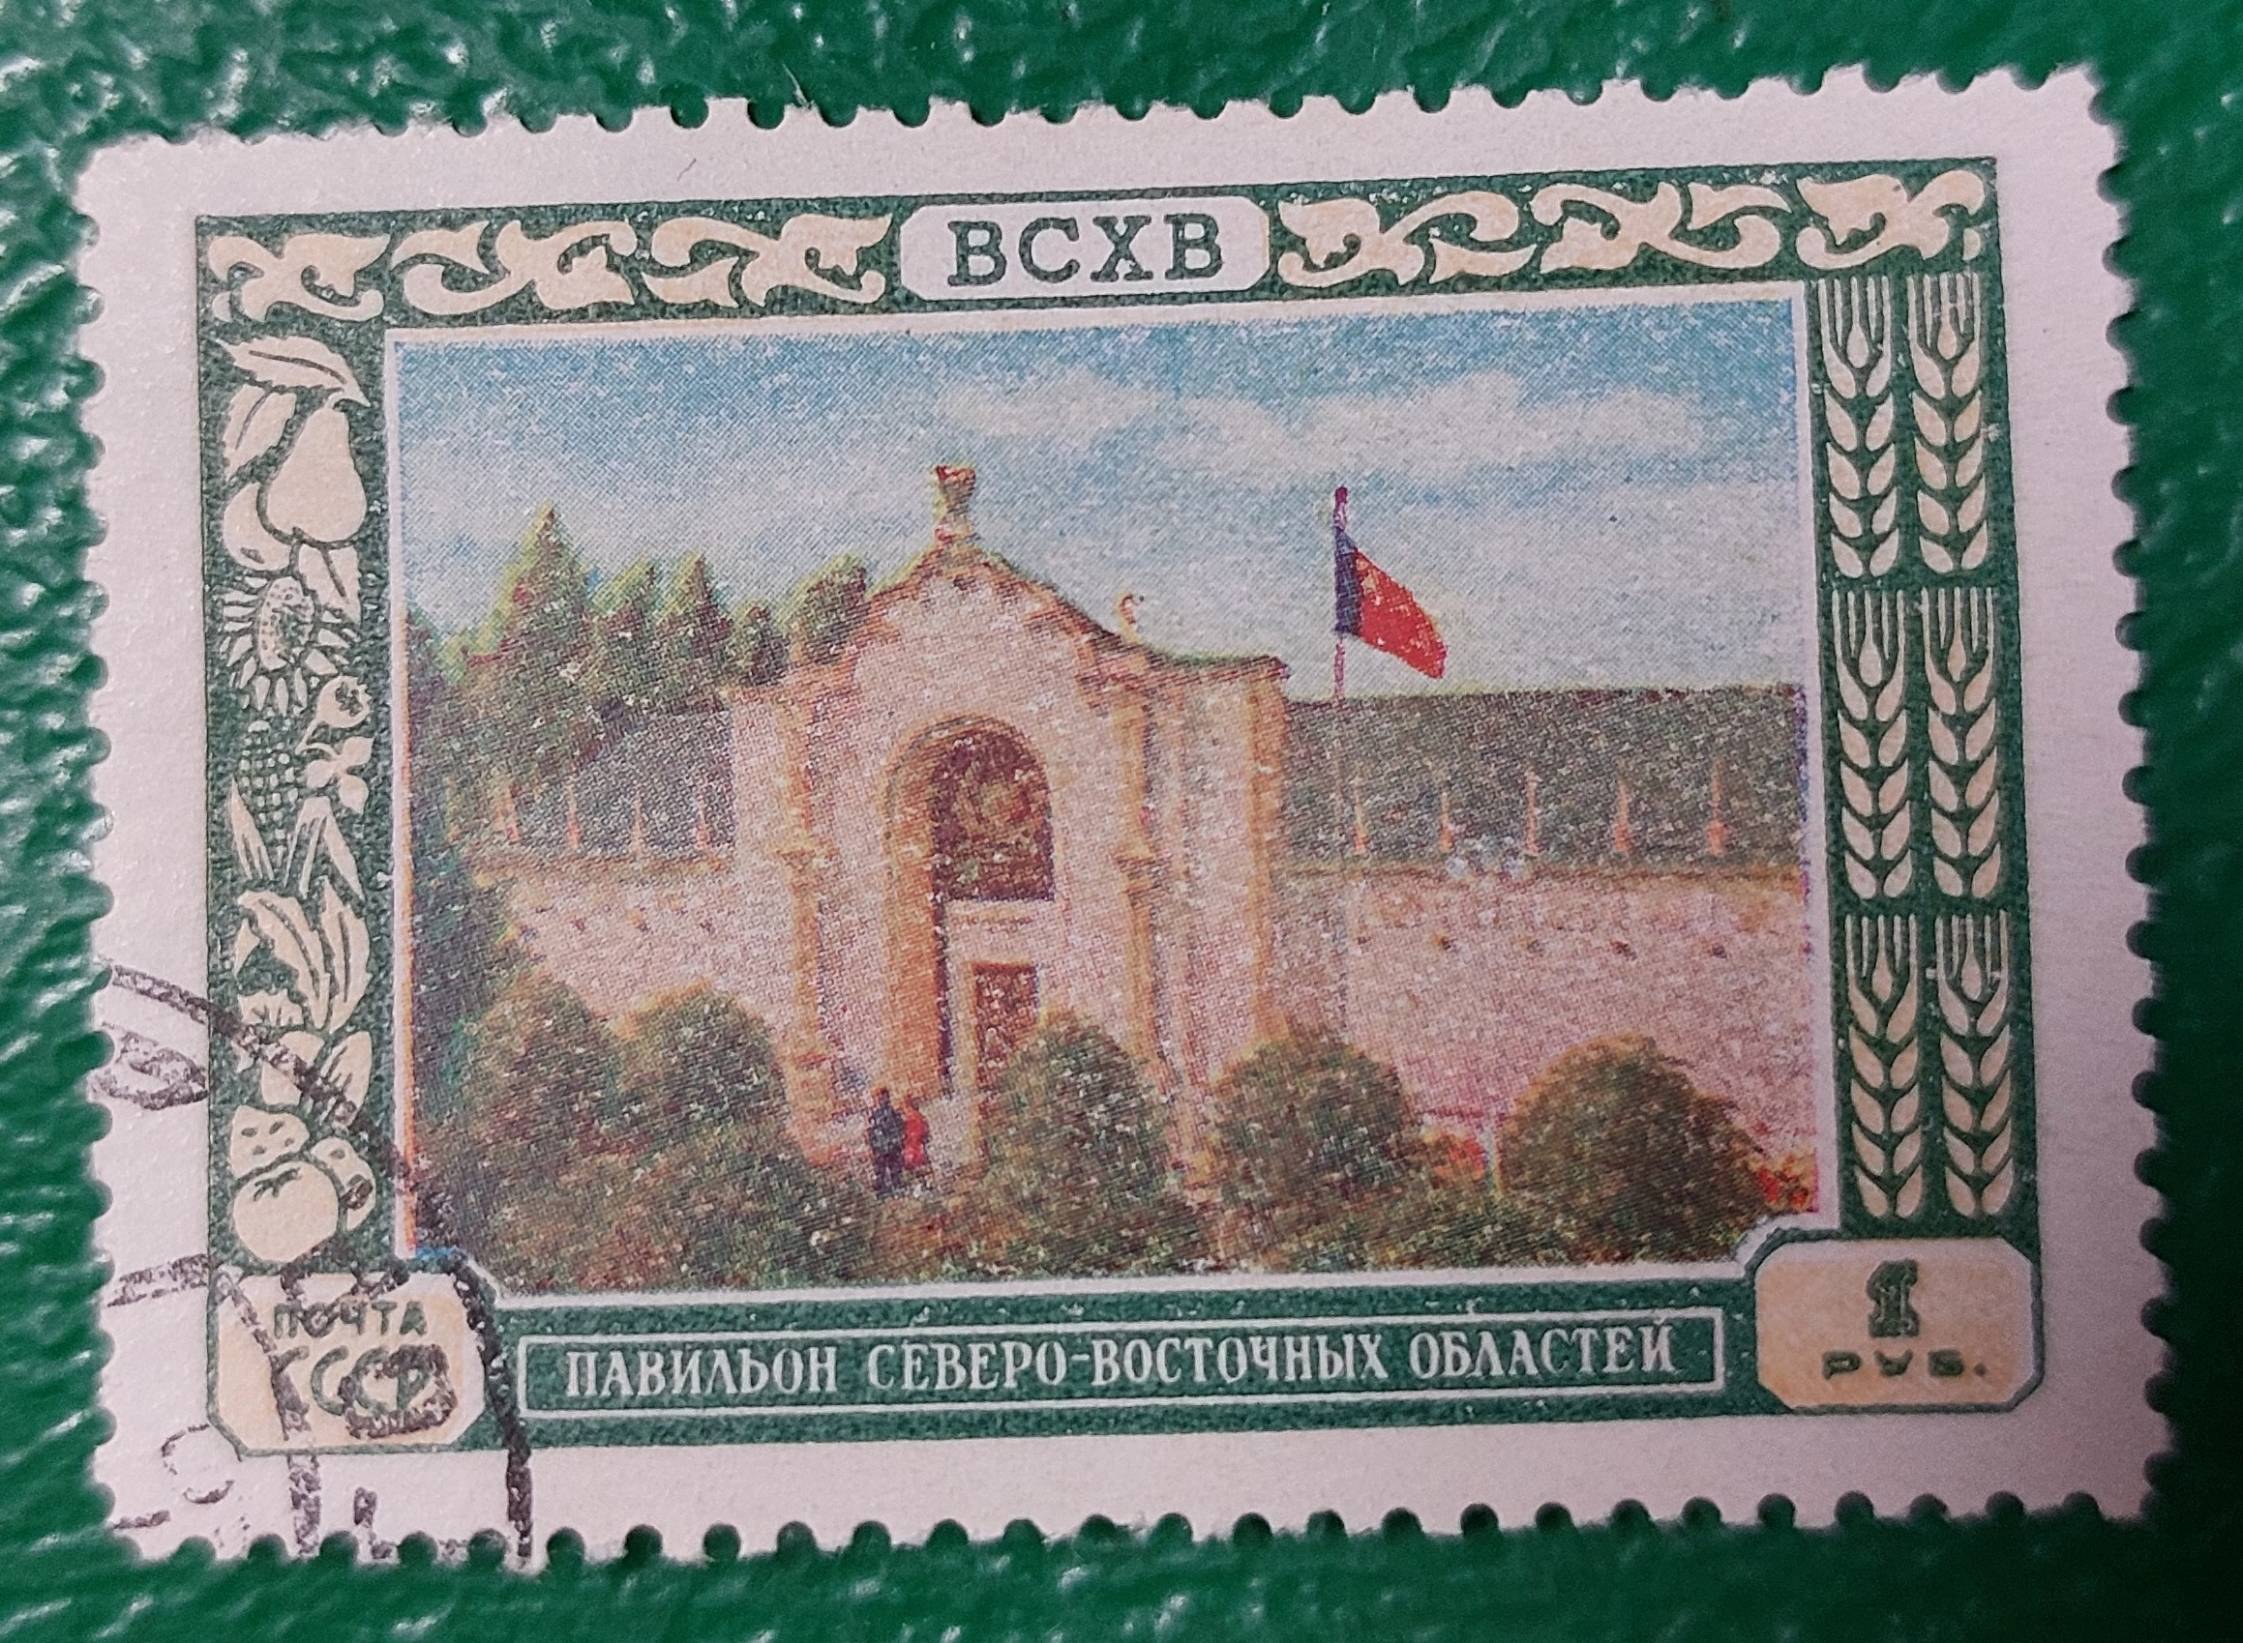 ВСХВ
ПОЧТА
СССР
ПАВИЛЬОН СЕВЕРО-ВОСТОЧНЫХ ОБЛАСТЕЙ
1
РУБ.